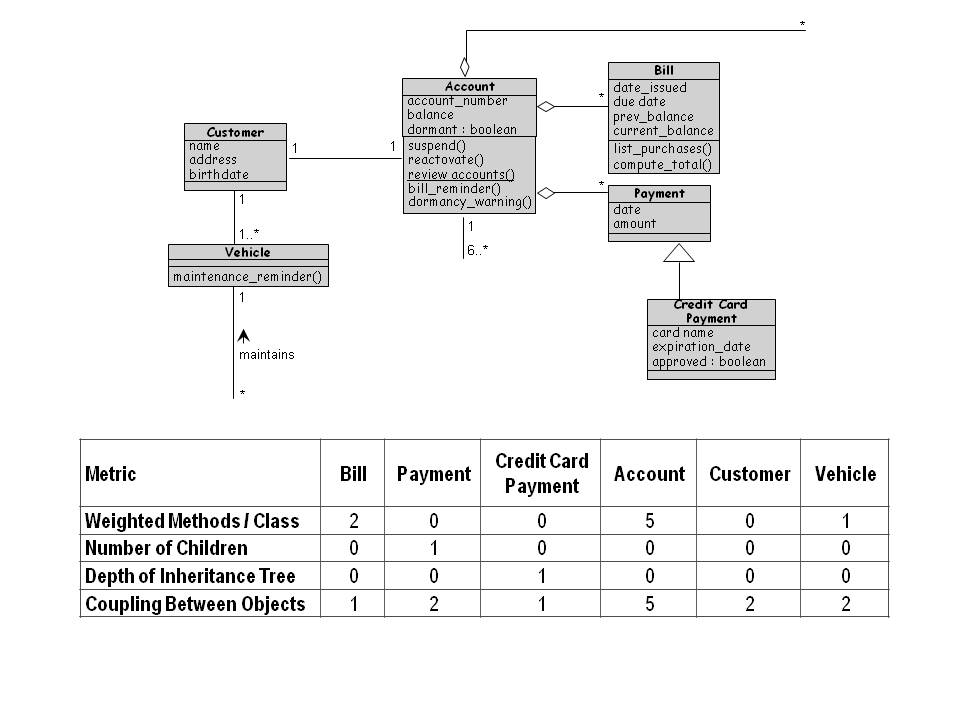 *
Account
account_number
balance
dormant : boolean
suspend()
reactovate()
review accounts()
bill_reminder()
dormancy_warning()
*
Bill
date_issued
due date
prev_balance
current_balance
list_purchases()
compute_total()
Customer
name
address
birthdate
1
1
*
Payment
date
amount
1
6..*
1
1..*
Vehicle
maintenance_reminder()
1
maintains
*
Credit Card
Payment
card name
expiration_date
approved : boolean
Metric Bill Payment Credit Card Payment Account Customer Vehicle
Weighted Methods / Class 2 0 0 5 0 1
Number of Children 0 1 0 0 0 0
Depth of Inheritance Tree 0 0 1 0 0 0
Coupling Between Objects 1 2 1 5 2 2